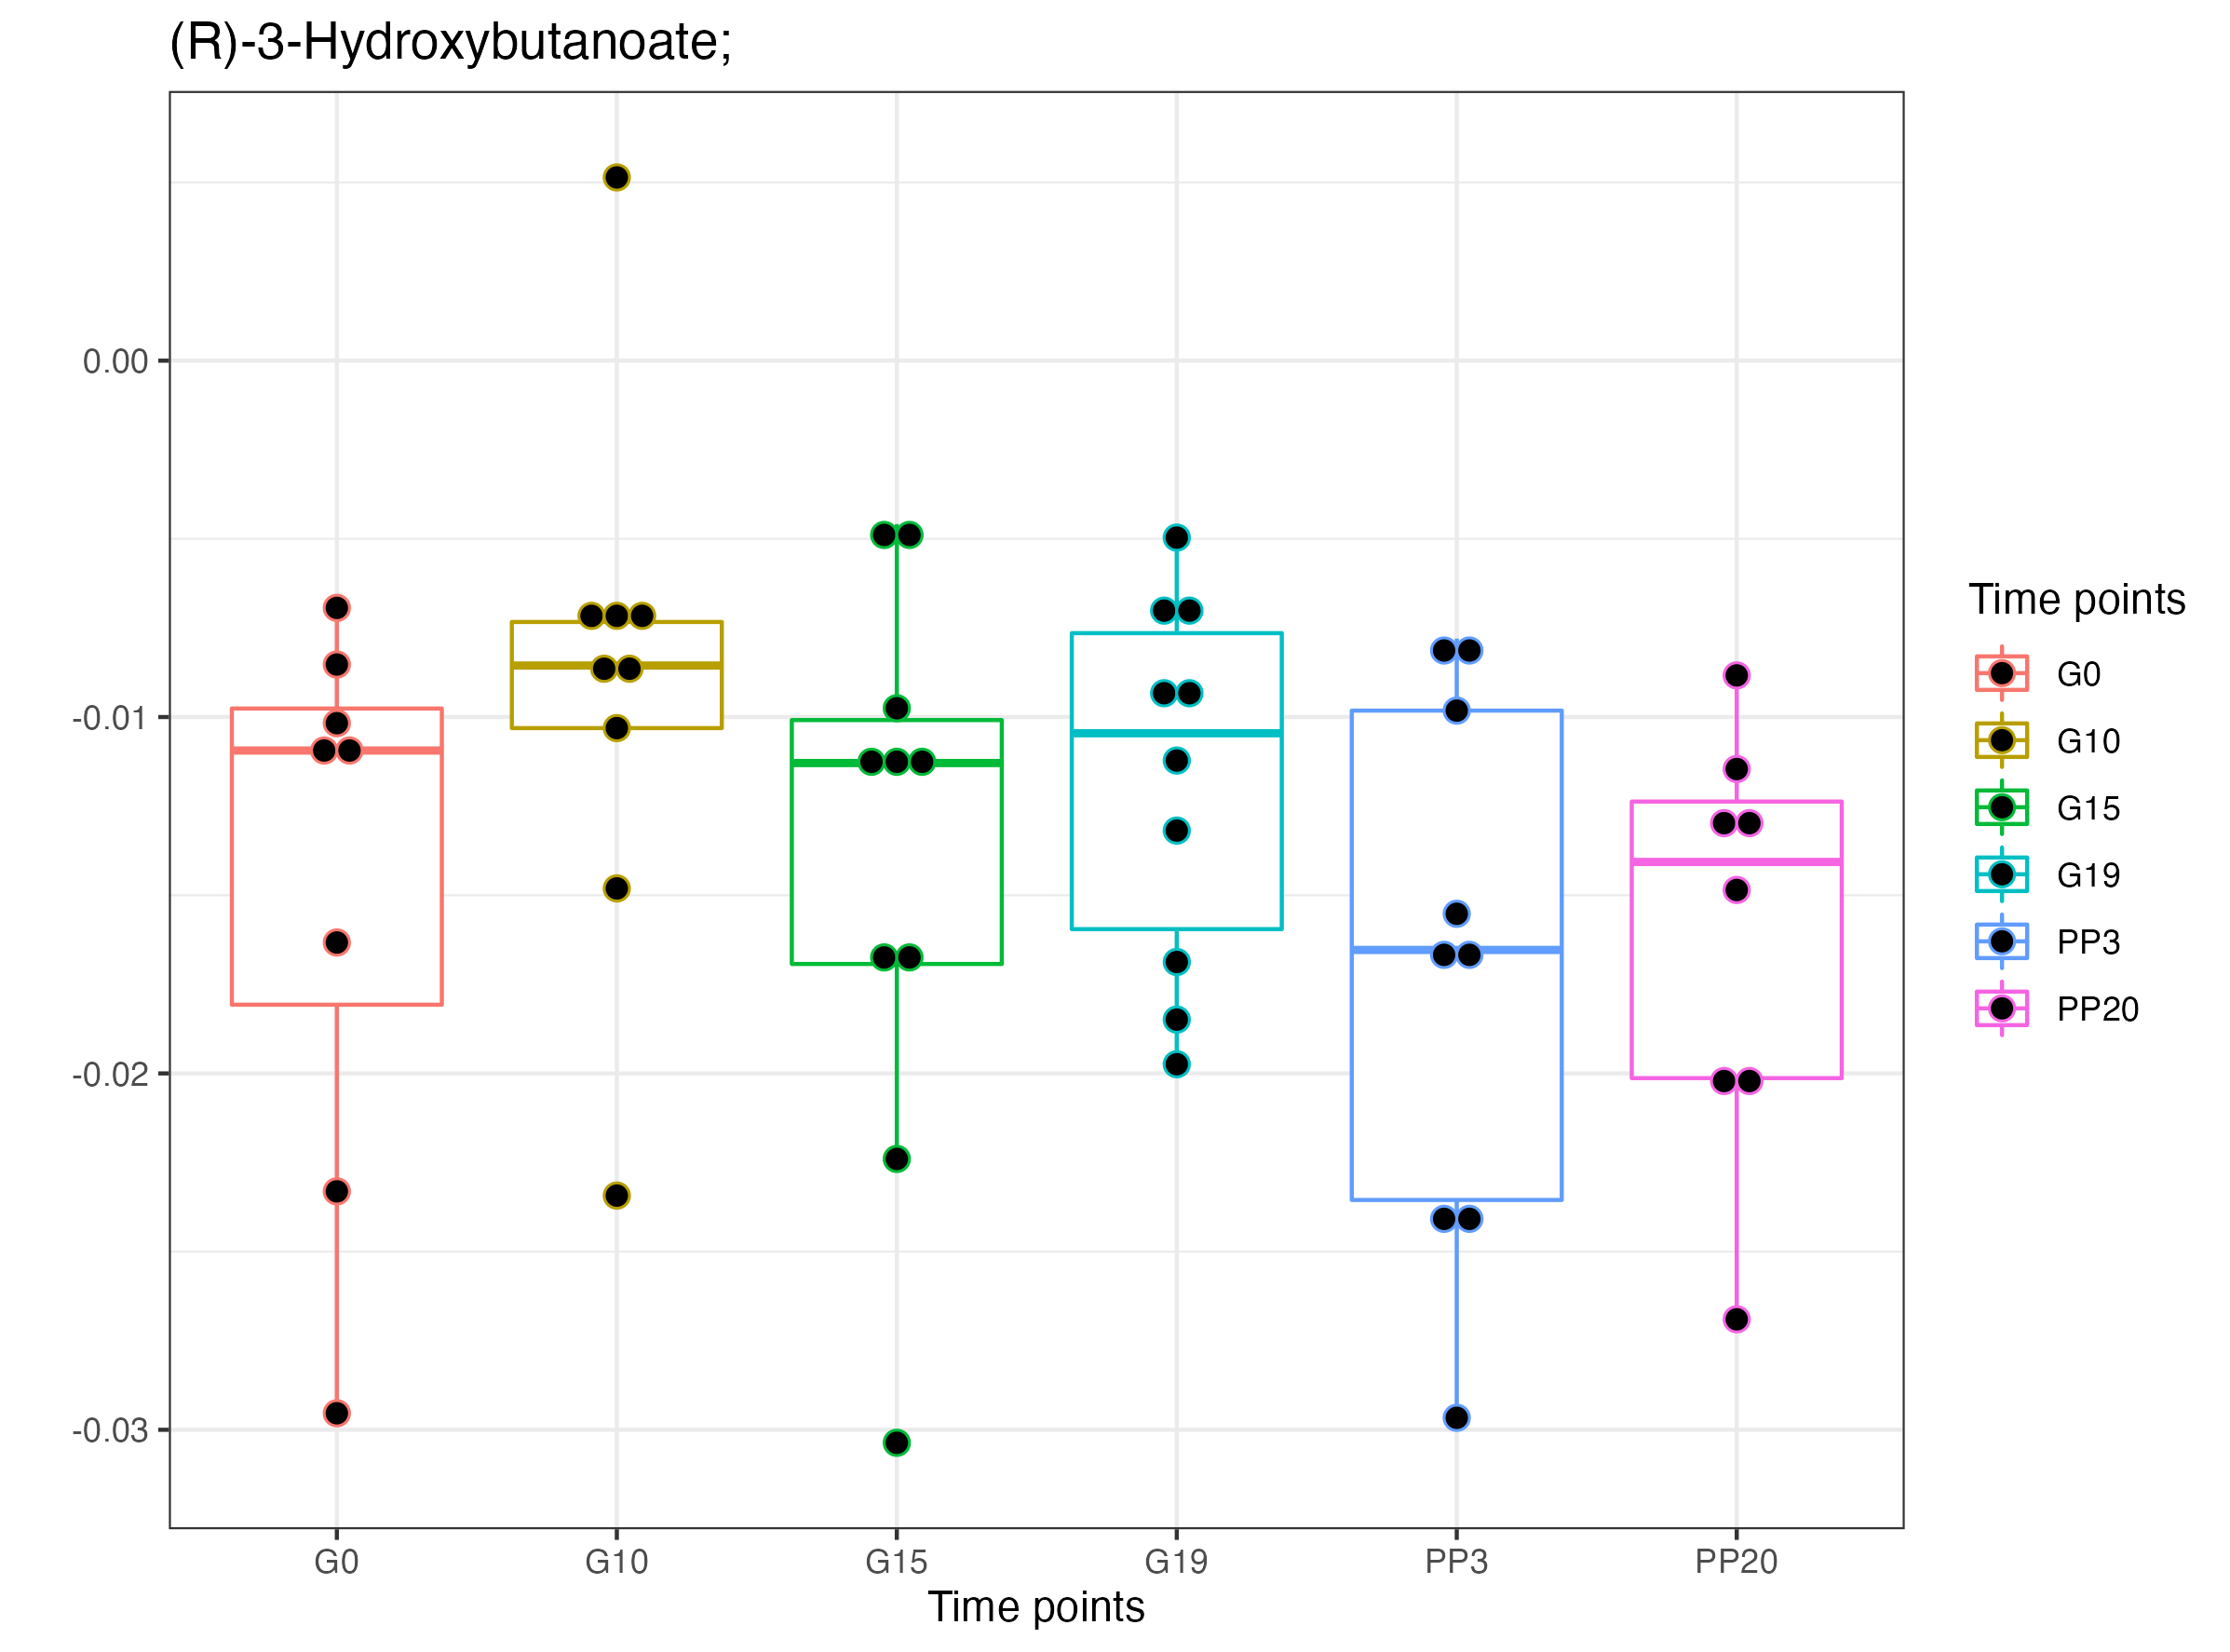 (R)-3-Hydroxybutanoate;
0.00
-0.01
-0.02
-0.03
G0 G10 G15 G19 PP3 PP20
Time points
Time points
G0
G10
G15
G19
PP3
PP20